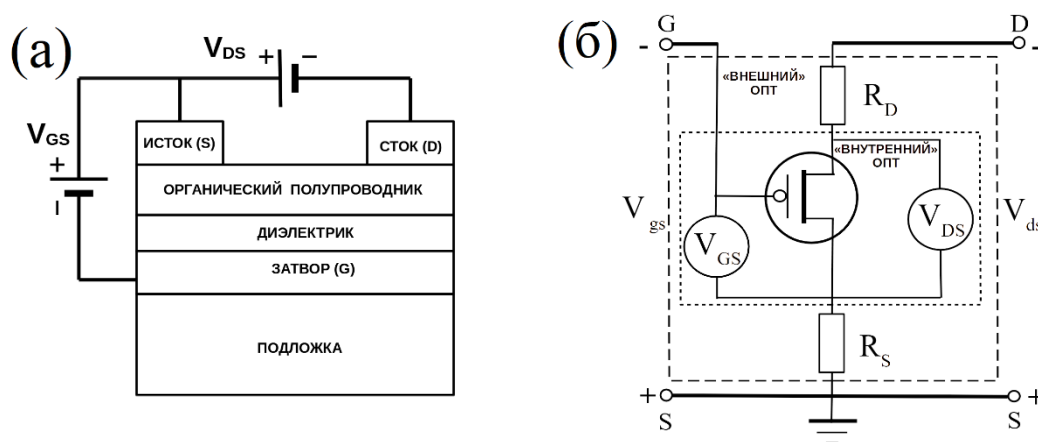 (а)
V_DS
+
−
V_GS
+
−
ИСТОК (S)
СТОК (D)
ОРГАНИЧЕСКИЙ ПОЛУПРОВОДНИК
ДИЭЛЕКТРИК
ЗАТВОР (G)
ПОДЛОЖКА
(б)
G
D
-
-
«ВНЕШНИЙ»
ОПТ
R_D
«ВНУТРЕННИЙ»
ОПТ
V_gs
V_GS
V_DS
V_ds
R_S
+
+
S
S